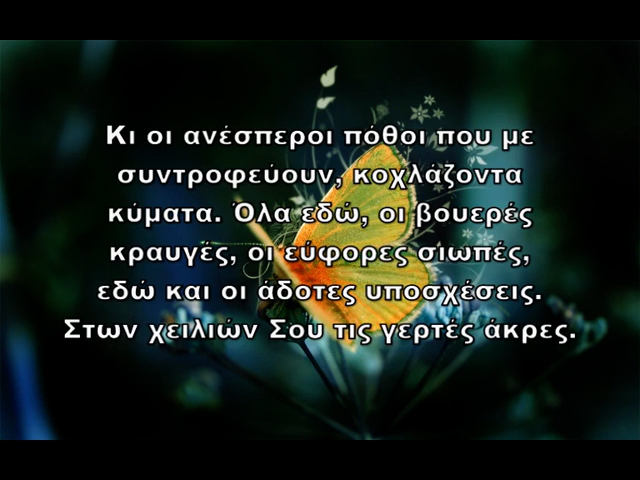 Κι οι ανέσπεροι πόθοι που με
συντροφεύουν, κοχλάζοντα
κύματα. Όλα εδώ, οι βουερές
κραυγές, οι εύφορες σιωπές,
εδώ και οι άδοτες υποσχέσεις.
Στων χειλιών Σου τις γερτές άκρες.